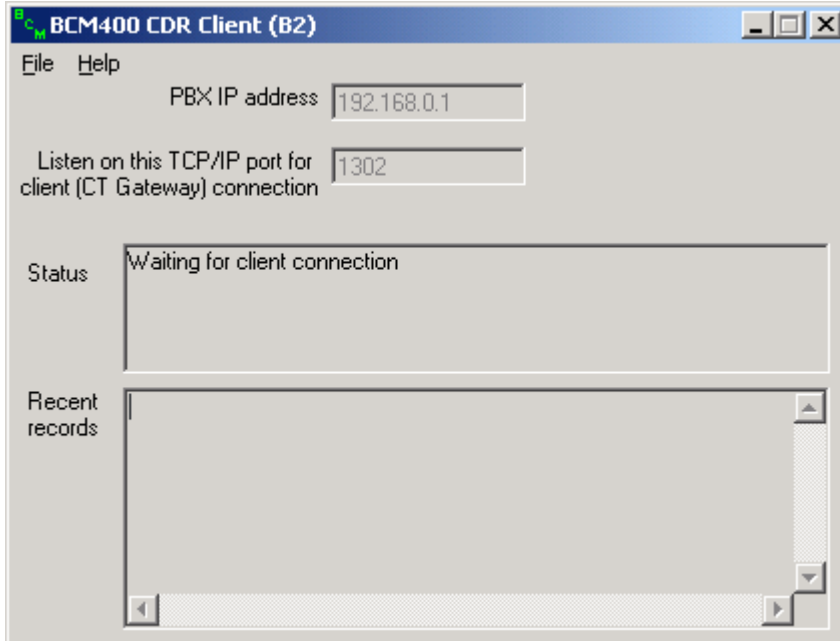 BCM BCM400 CDR Client (B2)
File Help
PBX IP address 192.168.0.1
Listen on this TCP/IP port for 1302
client (CT Gateway) connection
Status Waiting for client connection
Recent
records